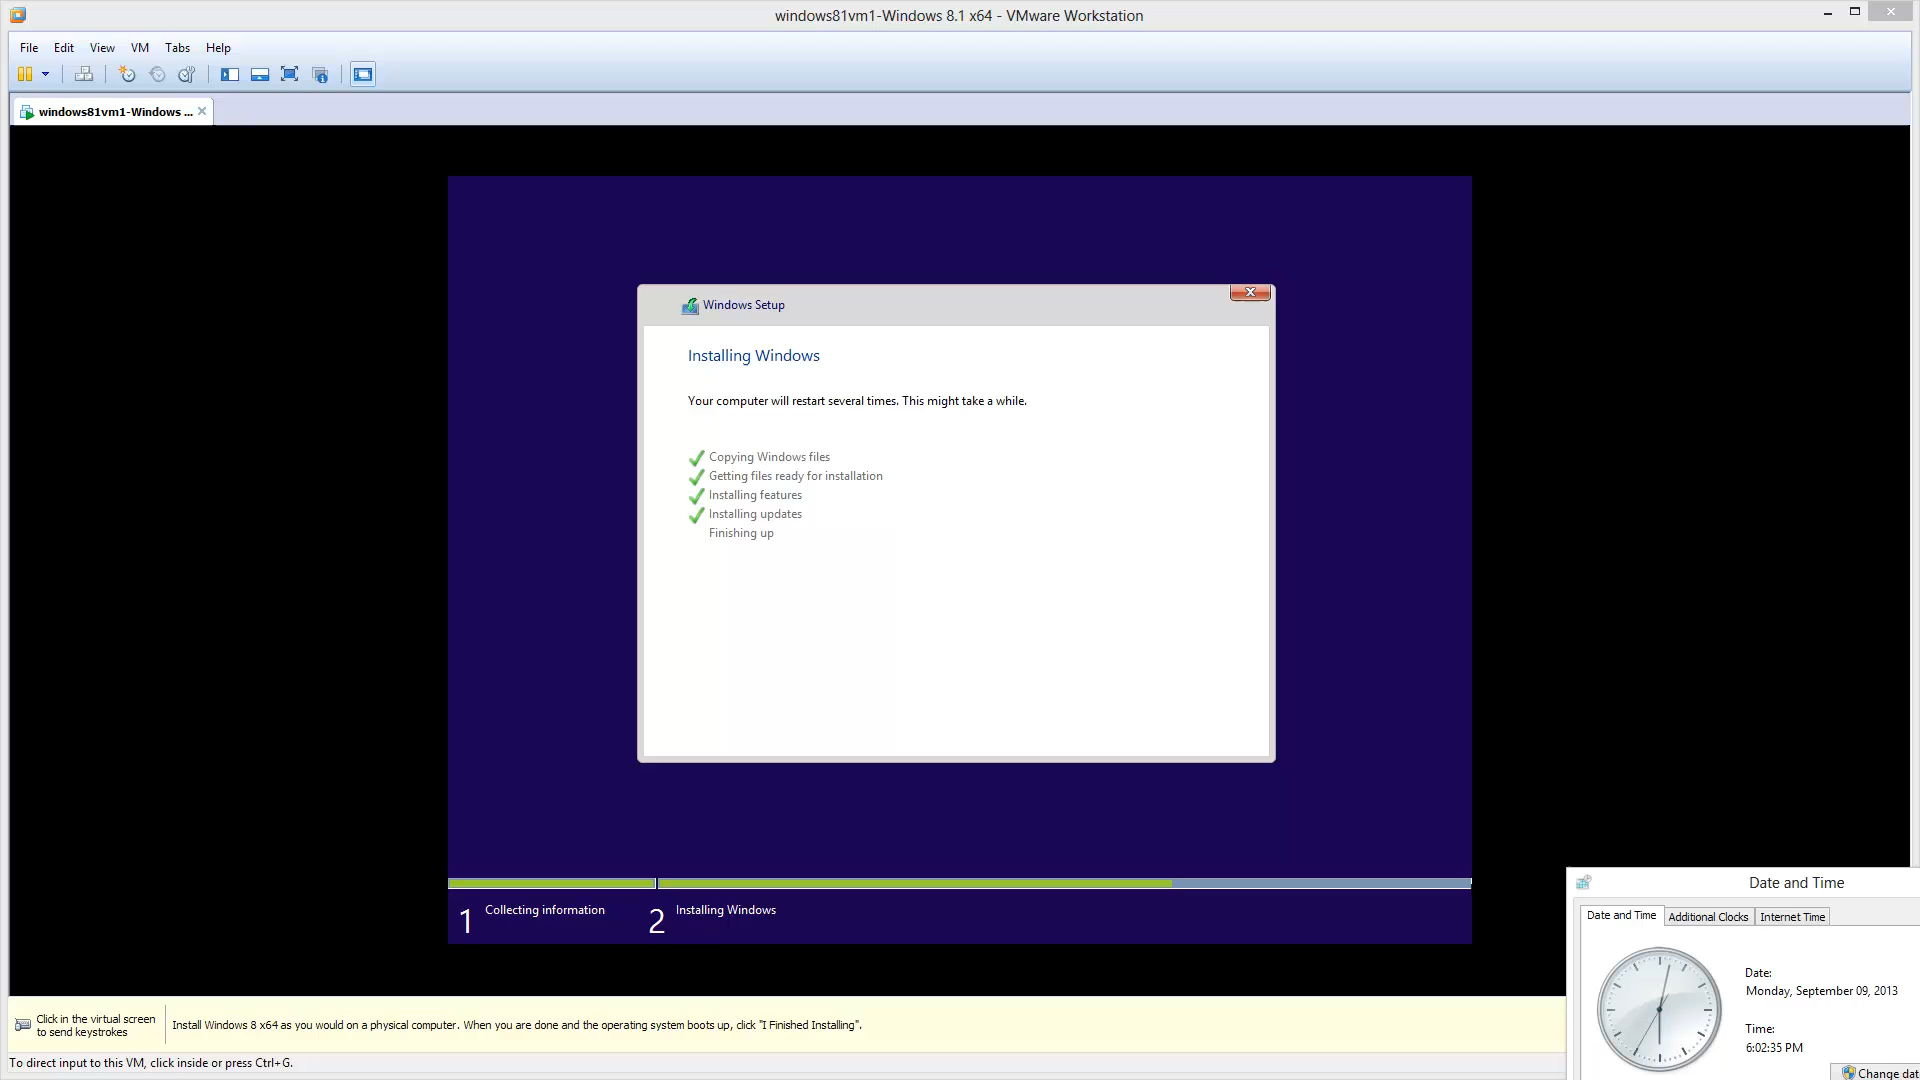 windows81vm1-Windows 8.1 x64 - VMware Workstation
File Edit View VM Tabs Help
windows81vm1-Windows ...
Windows Setup
Installing Windows
Your computer will restart several times. This might take a while.
Copying Windows files
Getting files ready for installation
Installing features
Installing updates
Finishing up
1 Collecting information 2 Installing Windows
Date and Time
Date and Time Additional Clocks Internet Time
Date:
Monday, September 09, 2013
Time:
6:02:35 PM
Change dat
Click in the virtual screen
to send keystrokes
Install Windows 8 x64 as you would on a physical computer. When you are done and the operating system boots up, click "I Finished Installing".
To direct input to this VM, click inside or press Ctrl+G.